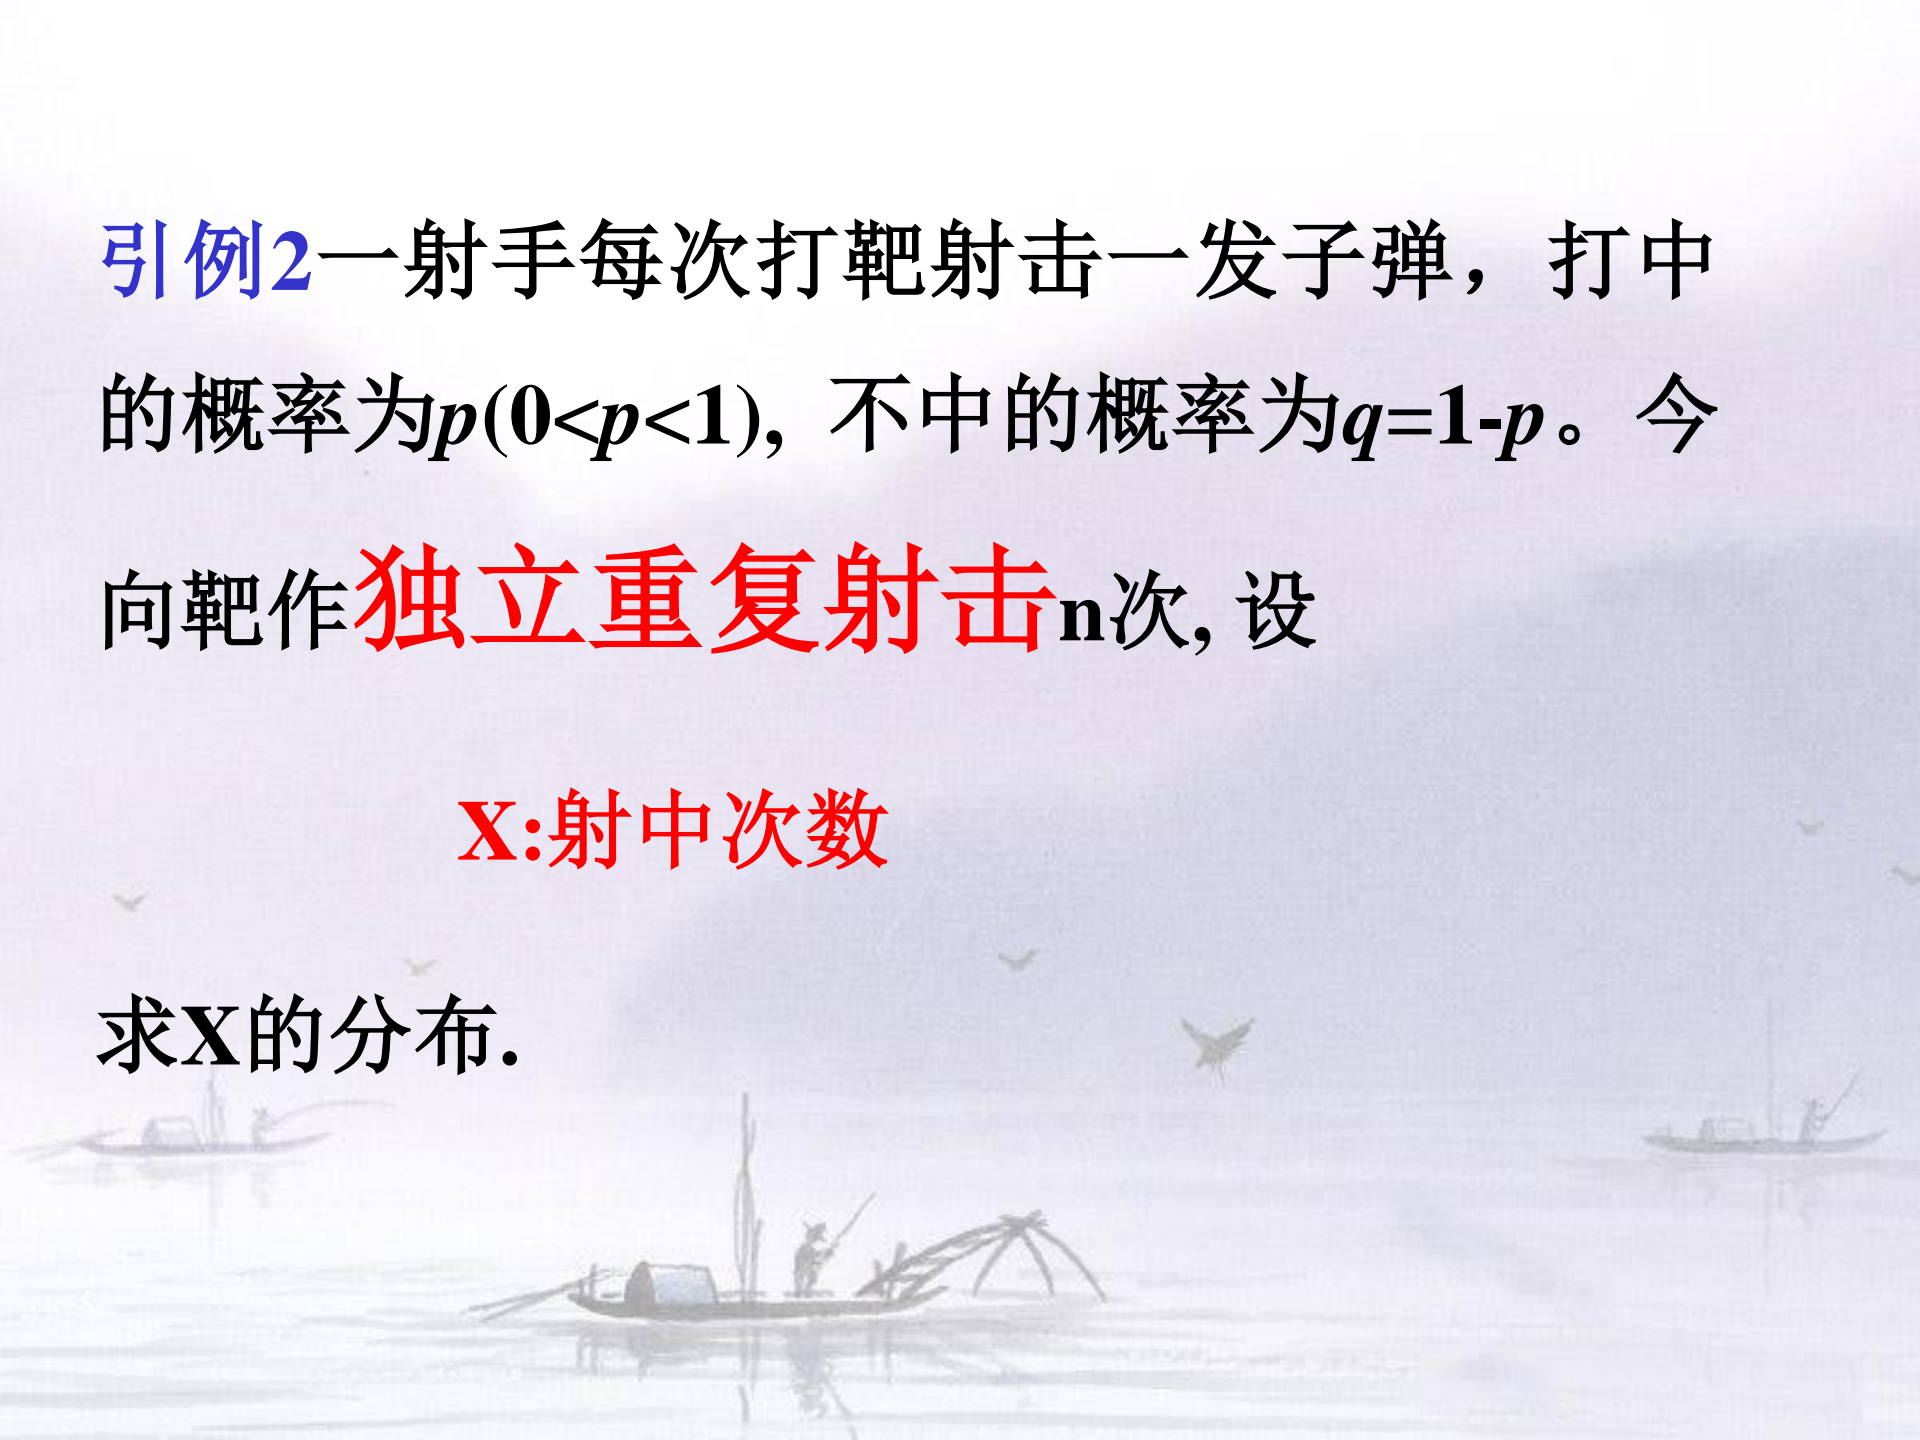 引例2一射手每次打靶射击一发子弹，打中
的概率为p(0<p<1), 不中的概率为q=1-p。今
向靶作独立重复射击n次, 设
X:射中次数
求X的分布.